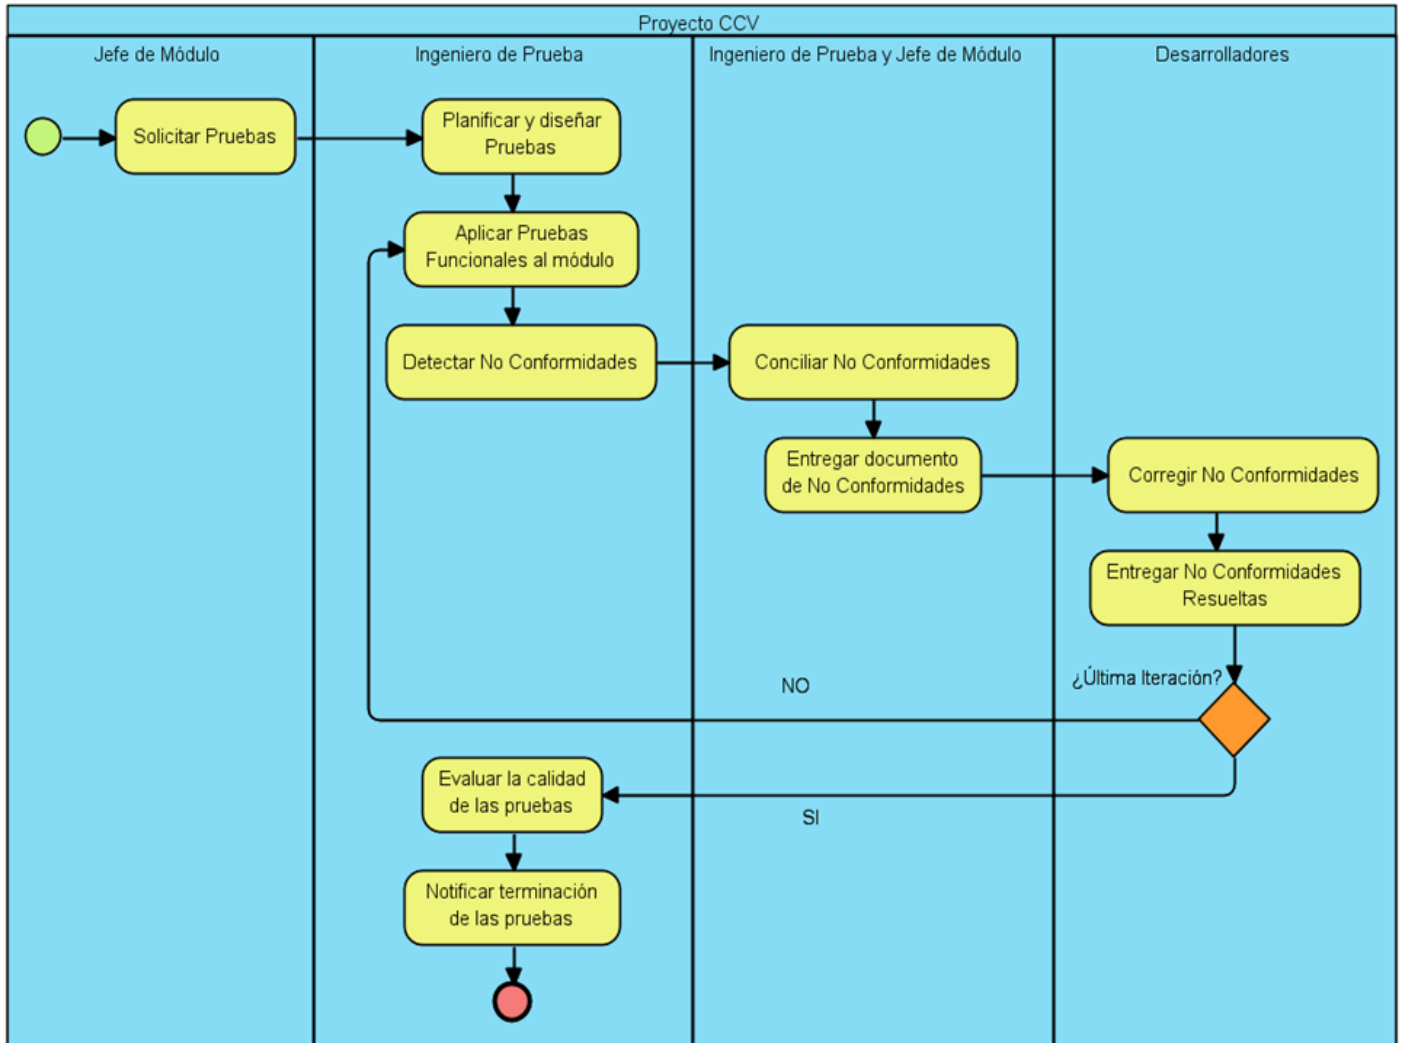 Proyecto CCV
Jefe de Módulo
Ingeniero de Prueba
Ingeniero de Prueba y Jefe de Módulo
Desarrolladores
Solicitar Pruebas
Planificar y diseñar
Pruebas
Aplicar Pruebas
Funcionales al módulo
Detectar No Conformidades
Conciliar No Conformidades
Entregar documento
de No Conformidades
Corregir No Conformidades
Entregar No Conformidades
Resueltas
¿Última Iteración?
NO
SI
Evaluar la calidad
de las pruebas
Notificar terminación
de las pruebas